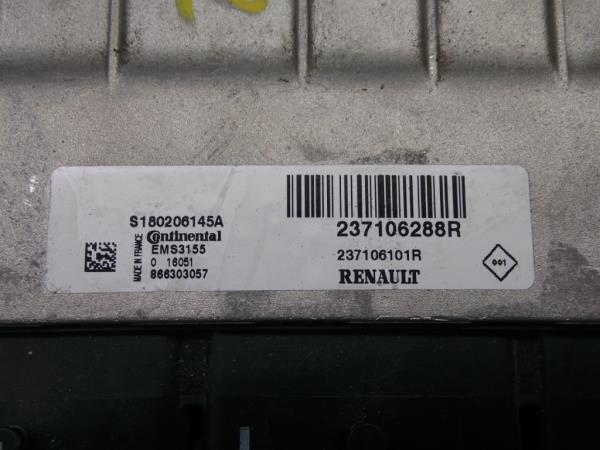 S180206145A
Continental
EMS3155
0 16051
866303057
MADE IN FRANCE
237106288R
237106101R
RENAULT
001